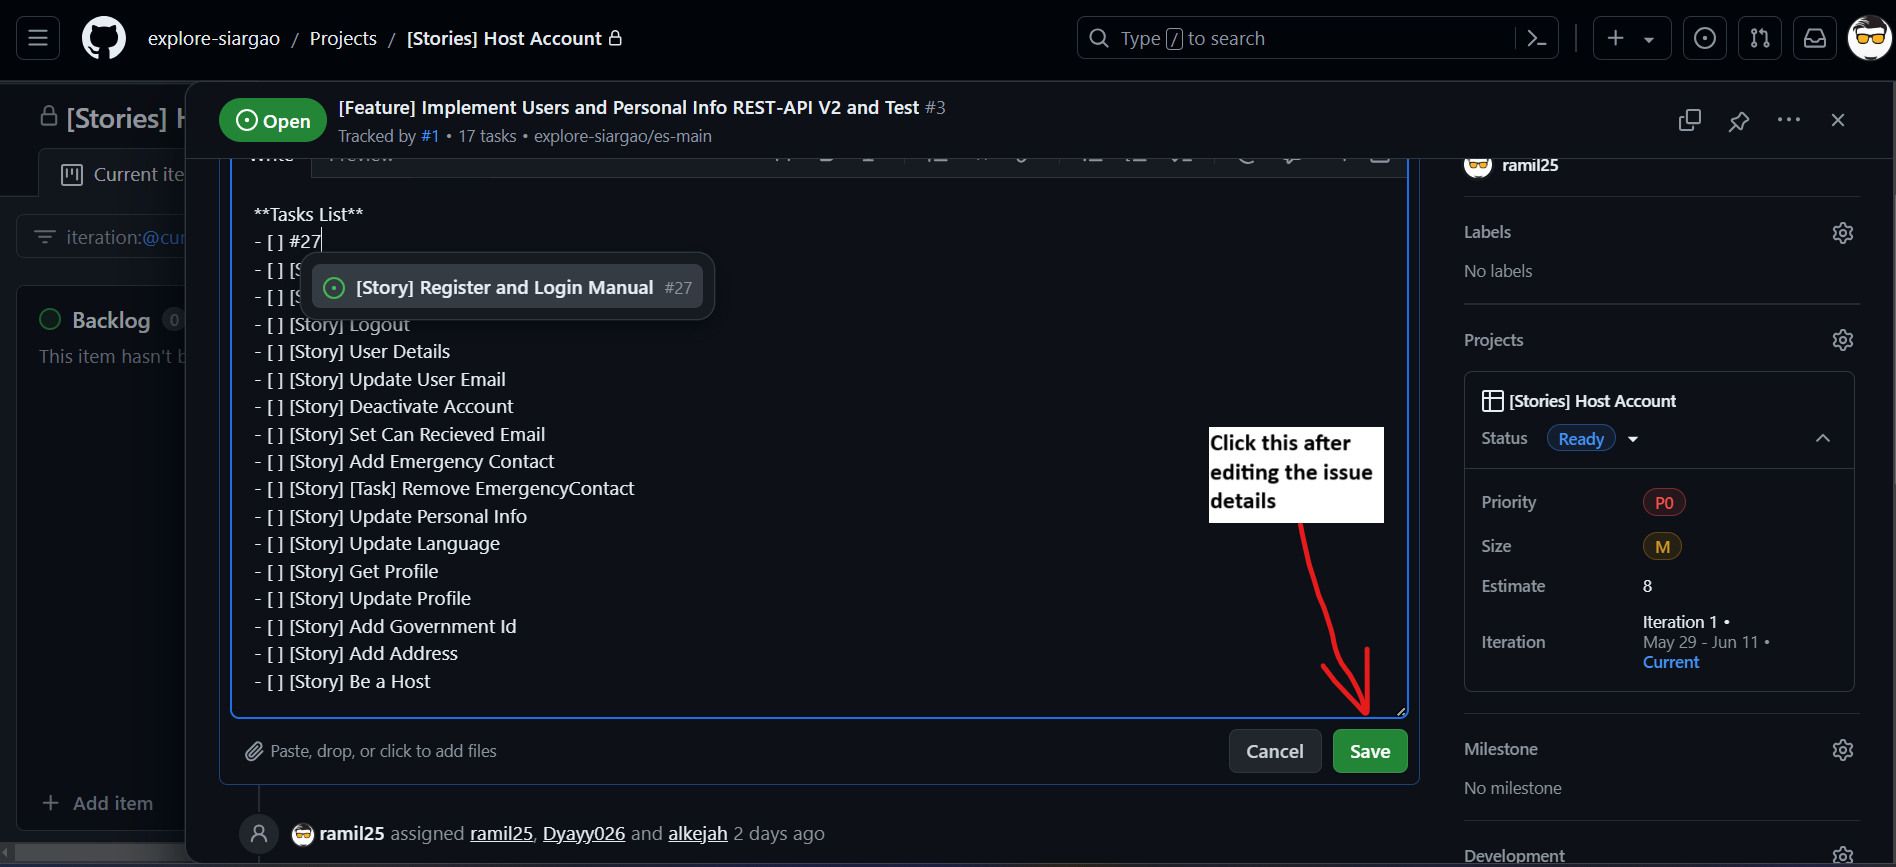 explore-siargao / Projects / [Stories] Host Account
Type / to search
[Stories] H
Open
[Feature] Implement Users and Personal Info REST-API V2 and Test #3
Tracked by #1 • 17 tasks • explore-siargao/es-main
Current ite
iteration:@cur
Backlog 0
This item hasn't b
Add item
Write
Preview
**Tasks List**
- [ ] #27
- [ ] [S
- [ ] [S
[Story] Register and Login Manual #27
- [ ] [Story] Logout
- [ ] [Story] User Details
- [ ] [Story] Update User Email
- [ ] [Story] Deactivate Account
- [ ] [Story] Set Can Recieved Email
- [ ] [Story] Add Emergency Contact
- [ ] [Story] [Task] Remove EmergencyContact
- [ ] [Story] Update Personal Info
- [ ] [Story] Update Language
- [ ] [Story] Get Profile
- [ ] [Story] Update Profile
- [ ] [Story] Add Government Id
- [ ] [Story] Add Address
- [ ] [Story] Be a Host
Click this after
editing the issue
details
Paste, drop, or click to add files
Cancel
Save
ramil25 assigned ramil25, Dyayy026 and alkejah 2 days ago
ramil25
Labels
No labels
Projects
[Stories] Host Account
Status Ready
Priority P0
Size M
Estimate 8
Iteration
Iteration 1 •
May 29 - Jun 11 •
Current
Milestone
No milestone
Development